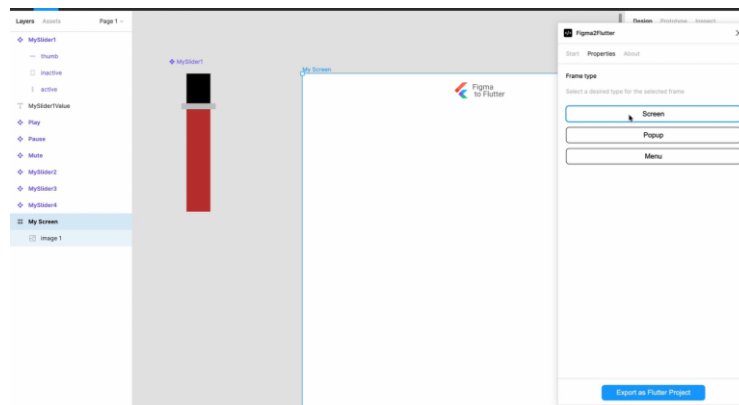 Layers Assets Page 1
Design Prototype Inspect
MySlider1
thumb
inactive
active
MySlider1Value
Play
Pause
Mute
MySlider2
MySlider3
MySlider4
My Screen
image 1
MySlider1
My Screen
Figma
to Flutter
Figma2Flutter
Start Properties About
Frame type
Select a desired type for the selected frame
Screen
Popup
Menu
Export as Flutter Project